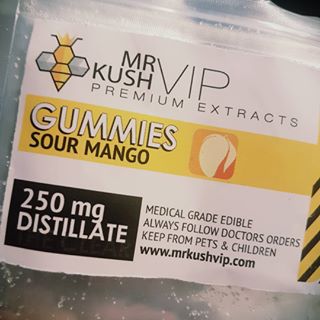 MR
KUSH VIP
PREMIUM EXTRACTS
GUMMIES
SOUR MANGO
250 mg
DISTILLATE
MEDICAL GRADE EDIBLE
ALWAYS FOLLOW DOCTORS ORDERS
KEEP FROM PETS & CHILDREN
www.mrkushvip.com